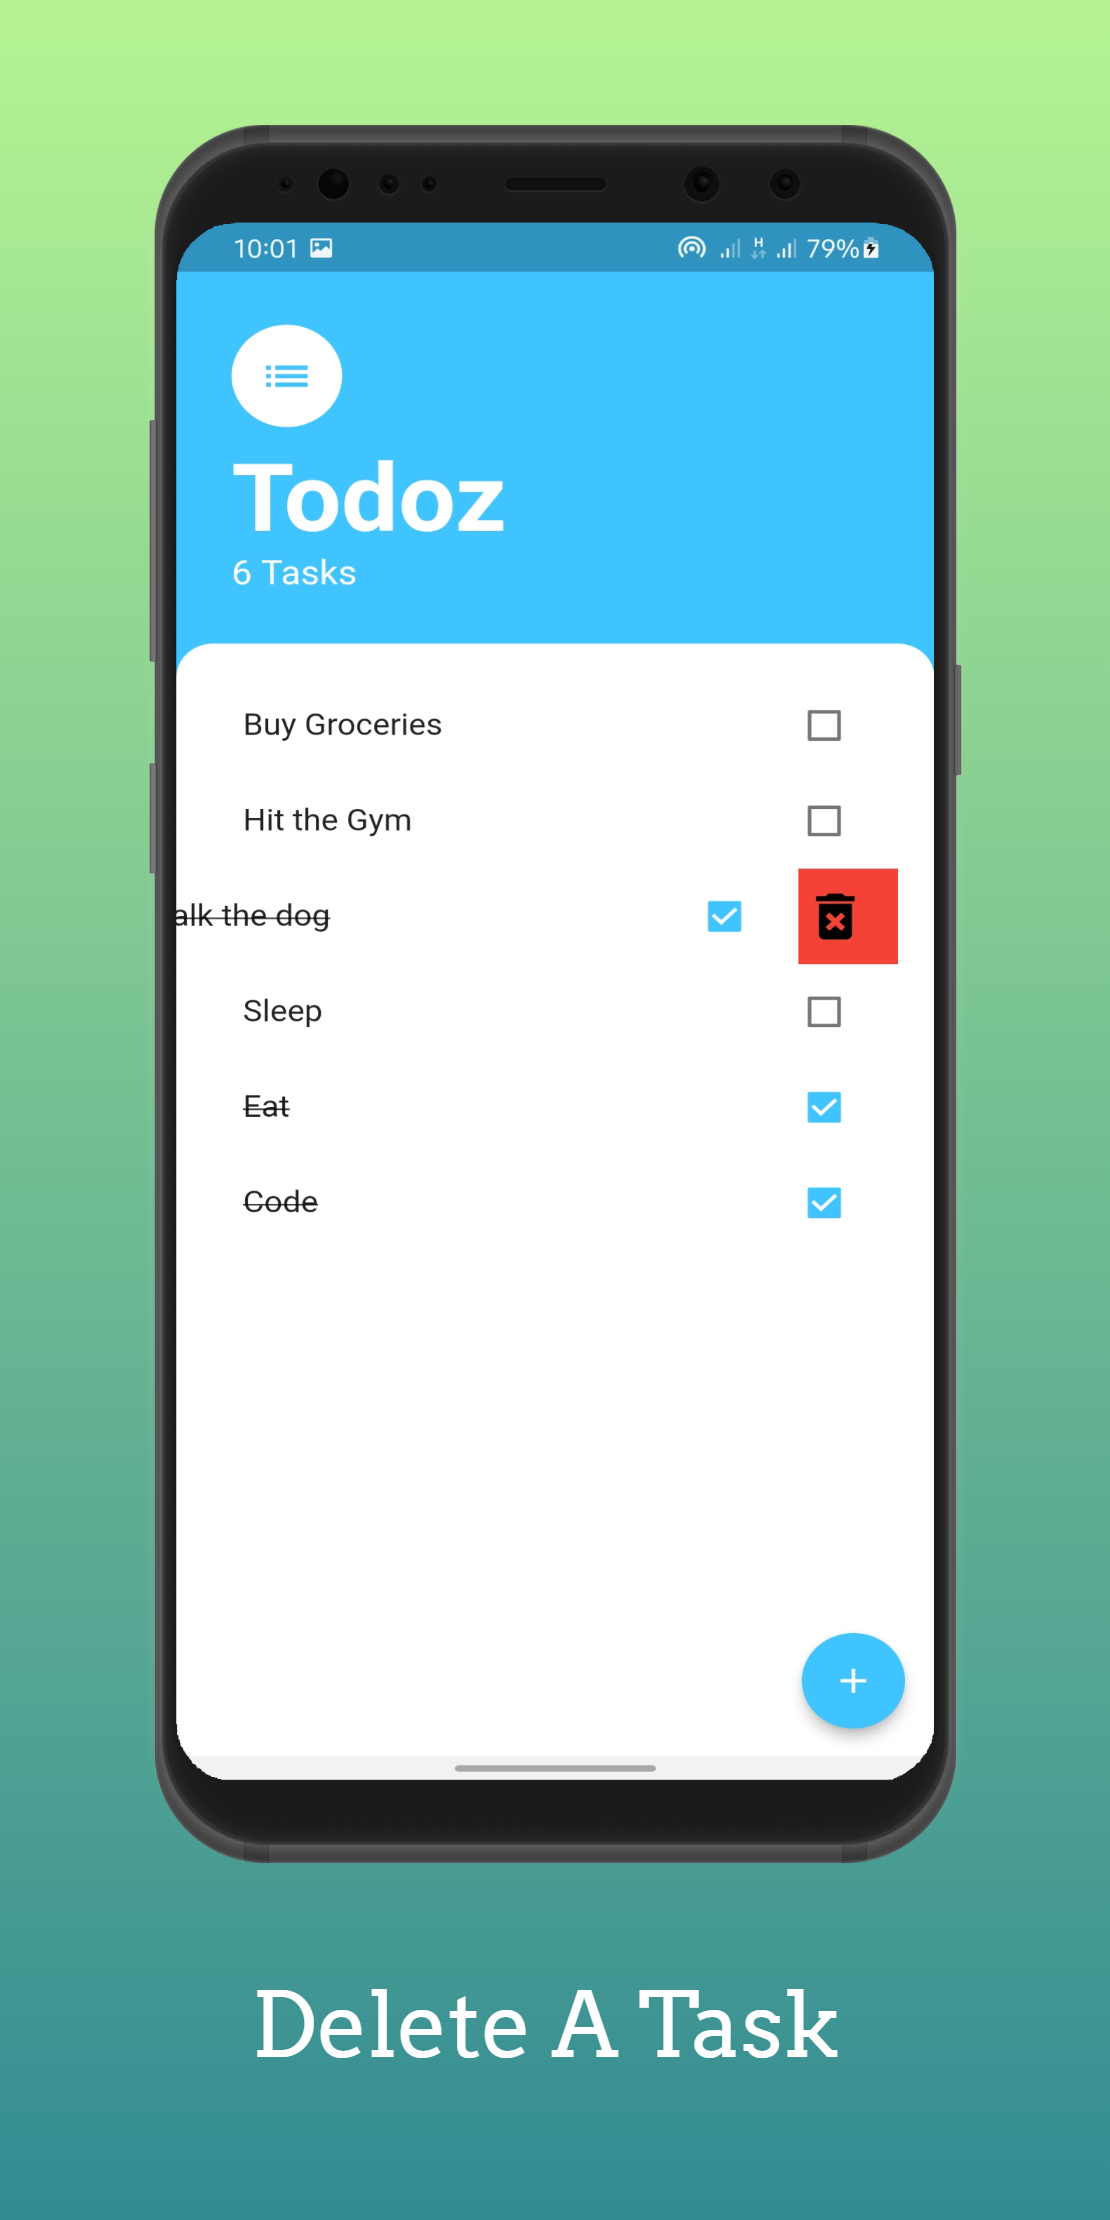 10:01 H 79%
Todoz
6 Tasks
Buy Groceries
Hit the Gym
alk the dog
Sleep
Eat
Code
Delete A Task